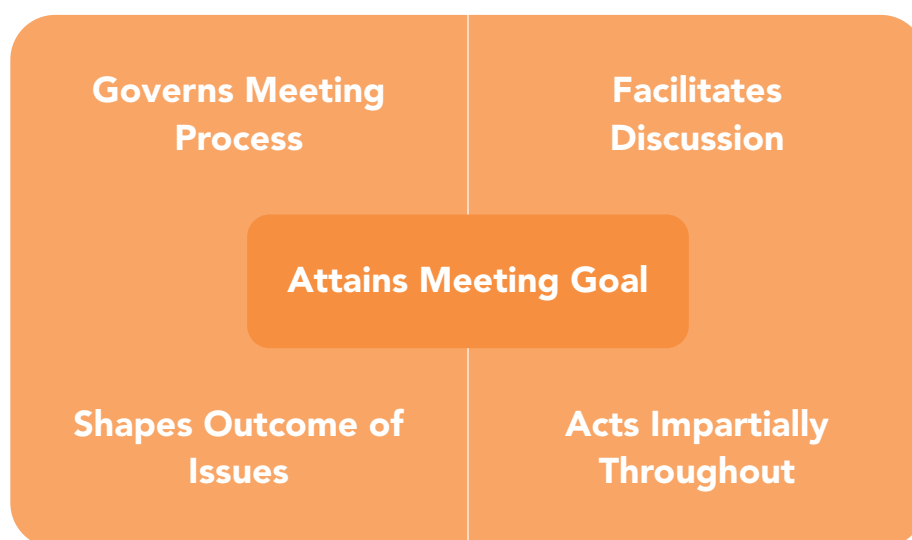 Governs Meeting
Process
Facilitates
Discussion
Attains Meeting Goal
Shapes Outcome of
Issues
Acts Impartially
Throughout